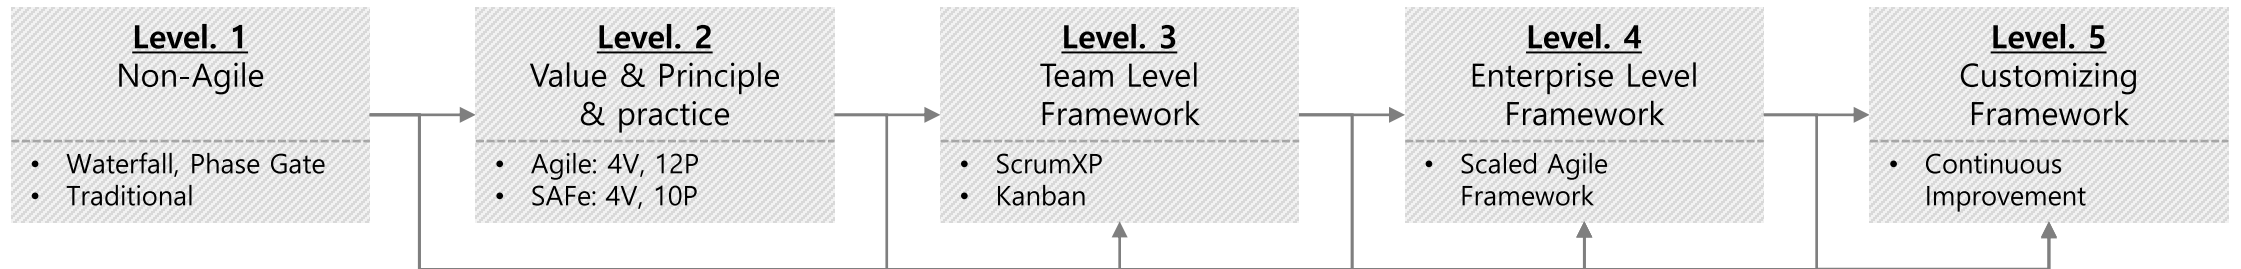 Level. 1
Non-Agile
• Waterfall, Phase Gate
• Traditional
Level. 2
Value & Principle
& practice
• Agile: 4V, 12P
• SAFe: 4V, 10P
Level. 3
Team Level
Framework
• ScrumXP
• Kanban
Level. 4
Enterprise Level
Framework
• Scaled Agile
Framework
Level. 5
Customizing
Framework
• Continuous
Improvement